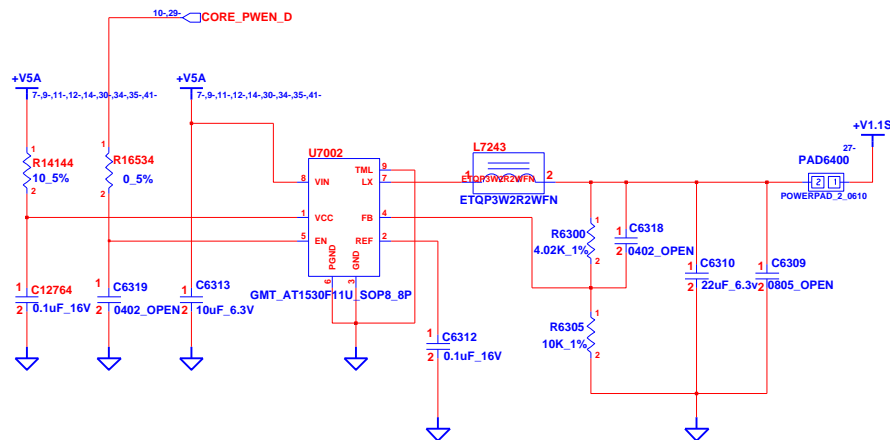 10-,29-
CORE_PWEN_D
+V5A
7-,9-,11-,12-,14-,30-,34-,35-,41-
+V5A
7-,9-,11-,12-,14-,30-,34-,35-,41-
+V1.1S
27-
1
R14144
10_5%
2
1
R16534
0_5%
2
U7002
8
VIN
1
VCC
5
EN
TML
9
LX
7
FB
4
REF
2
PGND
6
GND
3
GMT_AT1530F11U_SOP8_8P
L7243
1
ETQP3W2R2WFN
2
ETQP3W2R2WFN
PAD6400
2
1
POWERPAD_2_0610
1
R6300
4.02K_1%
2
1
C6318
2
0402_OPEN
1
C6310
2
22uF_6.3v
1
C6309
2
0805_OPEN
1
C12764
2
0.1uF_16V
1
C6319
2
0402_OPEN
1
C6313
2
10uF_6.3V
1
C6312
2
0.1uF_16V
1
R6305
10K_1%
2